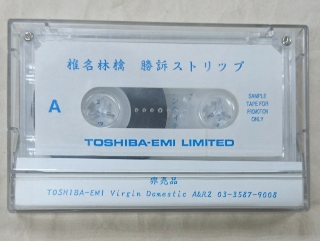 椎名林檎 勝訴ストリップ
A
SAMPLE
TAPE FOR
PROMOTION
ONLY
TOSHIBA-EMI LIMITED
非売品
TOSHIBA-EMI Virgin Domestic A&R2 03-3587-9008